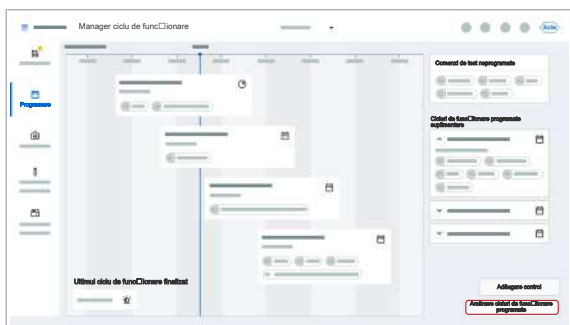 Manager ciclu de func□ionare
Programare
Comenzi de test neprogramate
Cicluri de func□ionare programate
suplimentare
Ultimul ciclu de func□ionare finalizat
Adăugare control
Amânare cicluri de func□ionare
programate